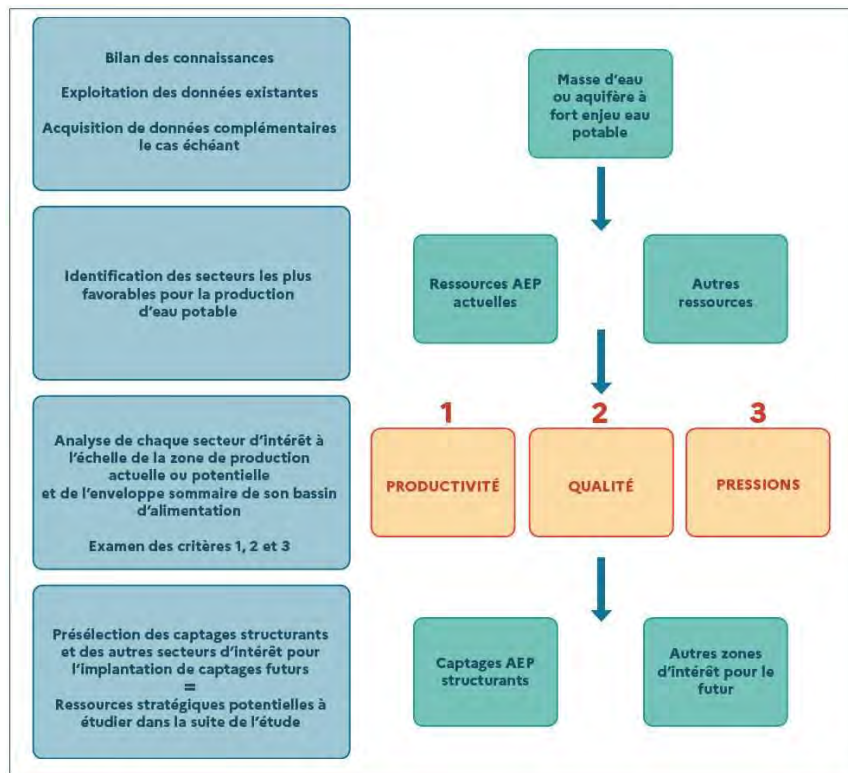 Bilan des connaissances
Exploitation des données existantes
Acquisition de données complémentaires
le cas échéant
Masse d'eau
ou aquifère à
fort enjeu eau
potable
Identification des secteurs les plus
favorables pour la production
d'eau potable
Ressources AEP
actuelles
Autres
ressources
Analyse de chaque secteur d'intérêt à
l'échelle de la zone de production
actuelle ou potentielle
et de l'enveloppe sommaire de son bassin
d'alimentation
Examen des critères 1, 2 et 3
1
PRODUCTIVITÉ
2
QUALITÉ
3
PRESSIONS
Présélection des captages structurants
et des autres secteurs d'intérêt pour
l'implantation de captages futurs
=
Ressources stratégiques potentielles à
étudier dans la suite de l'étude
Captages AEP
structurants
Autres zones
d'intérêt pour le
futur